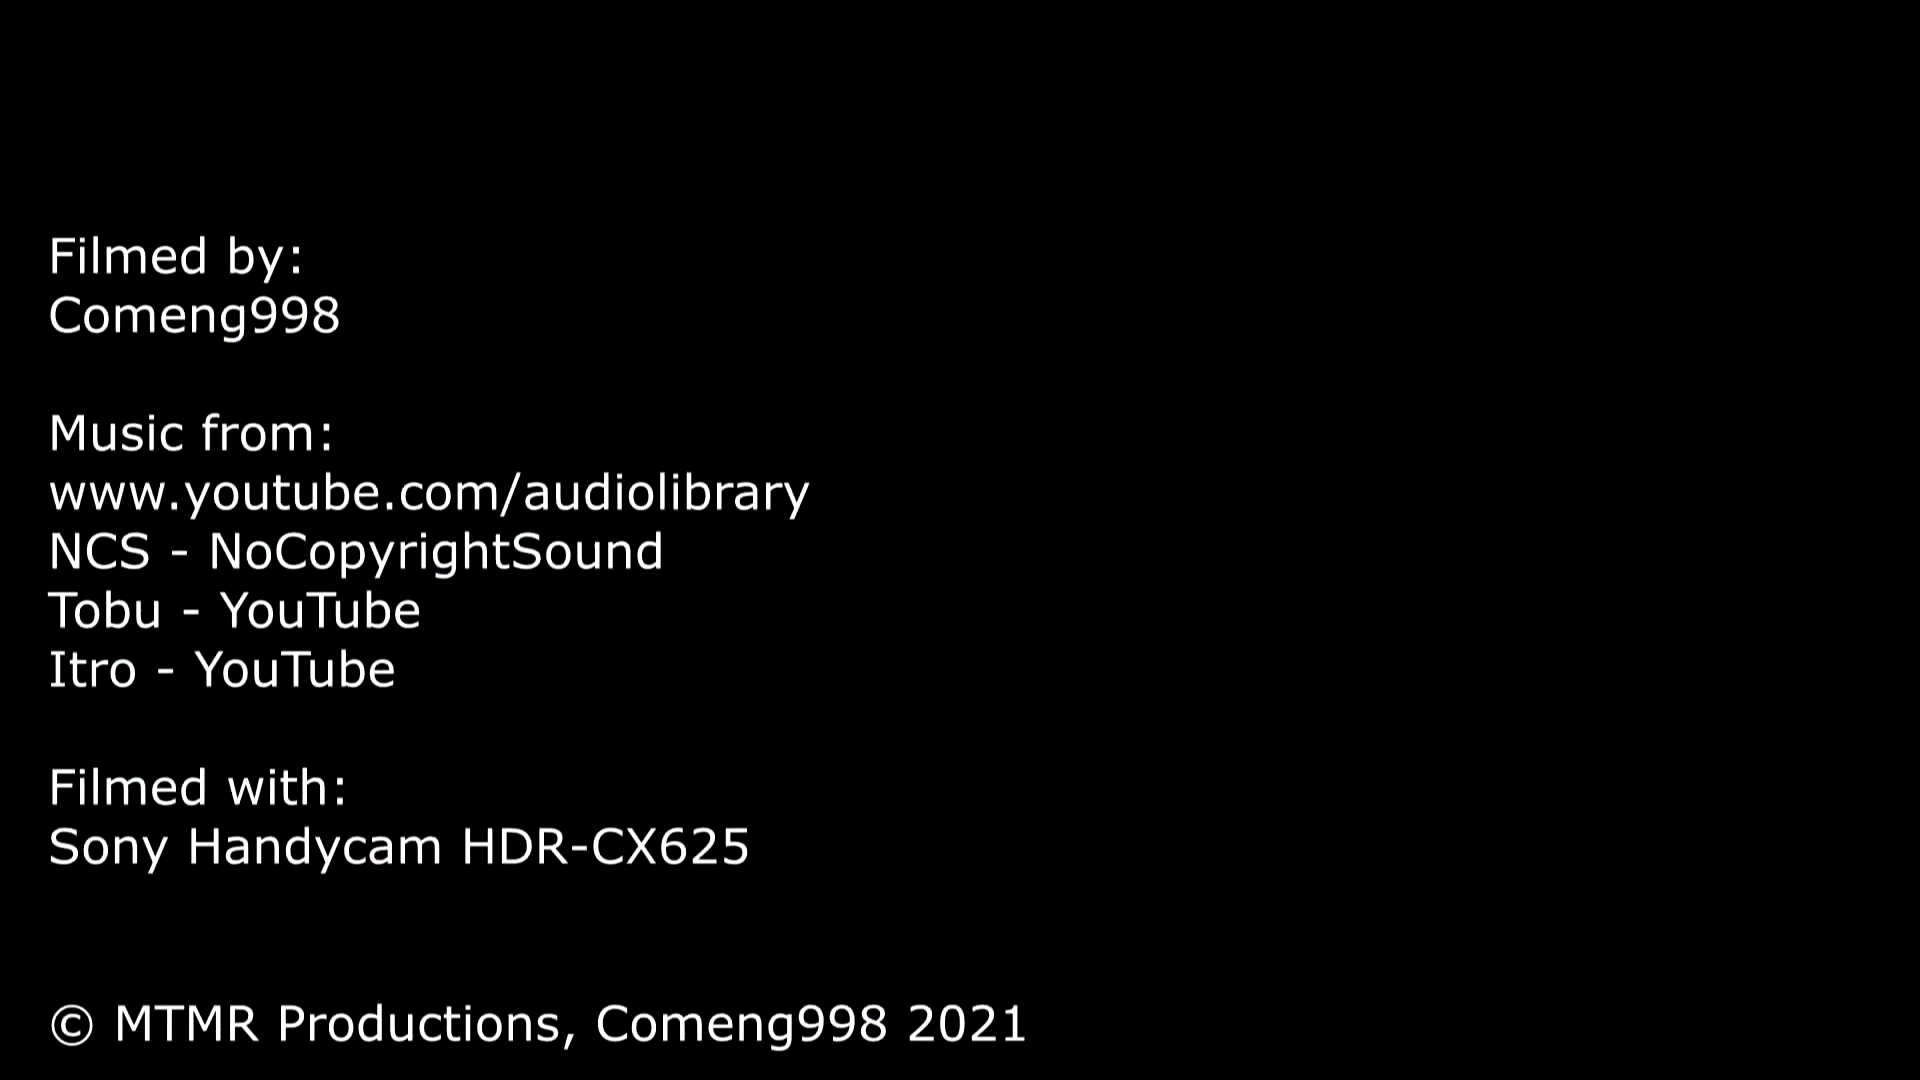 Filmed by:
Comeng998
Music from:
www.youtube.com/audiolibrary
NCS - NoCopyrightSound
Tobu - YouTube
Itro - YouTube
Filmed with:
Sony Handycam HDR-CX625
© MTMR Productions, Comeng998 2021